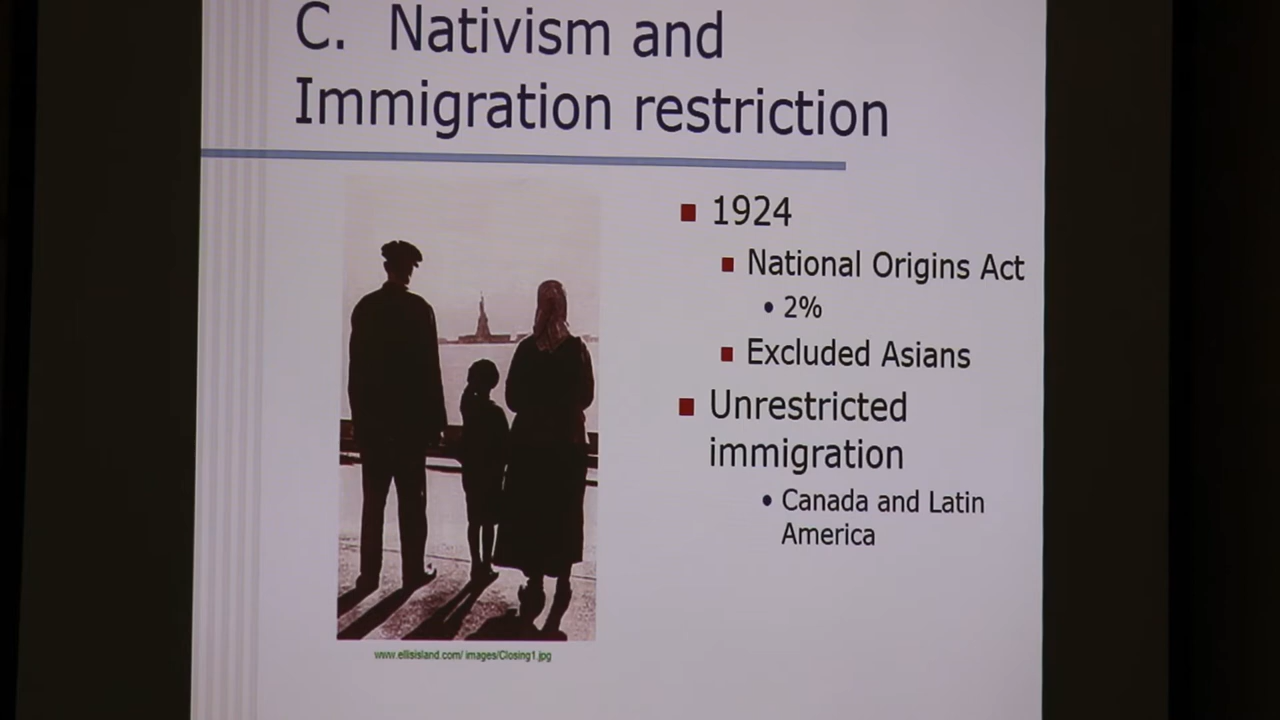 C. Nativism and
Immigration restriction
1924
National Origins Act
2%
Excluded Asians
Unrestricted
immigration
Canada and Latin
America
www.ellisisland.com/ images/Closing1.jpg